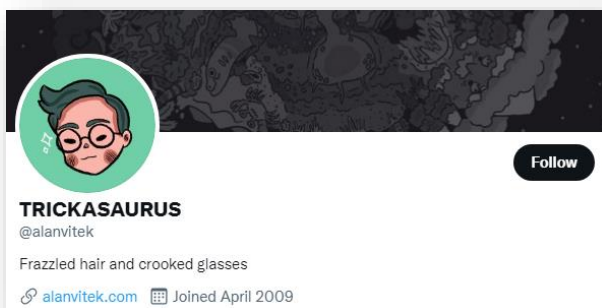 Follow
TRICKASAURUS
@alanvitek
Frazzled hair and crooked glasses
alanvitek.com Joined April 2009